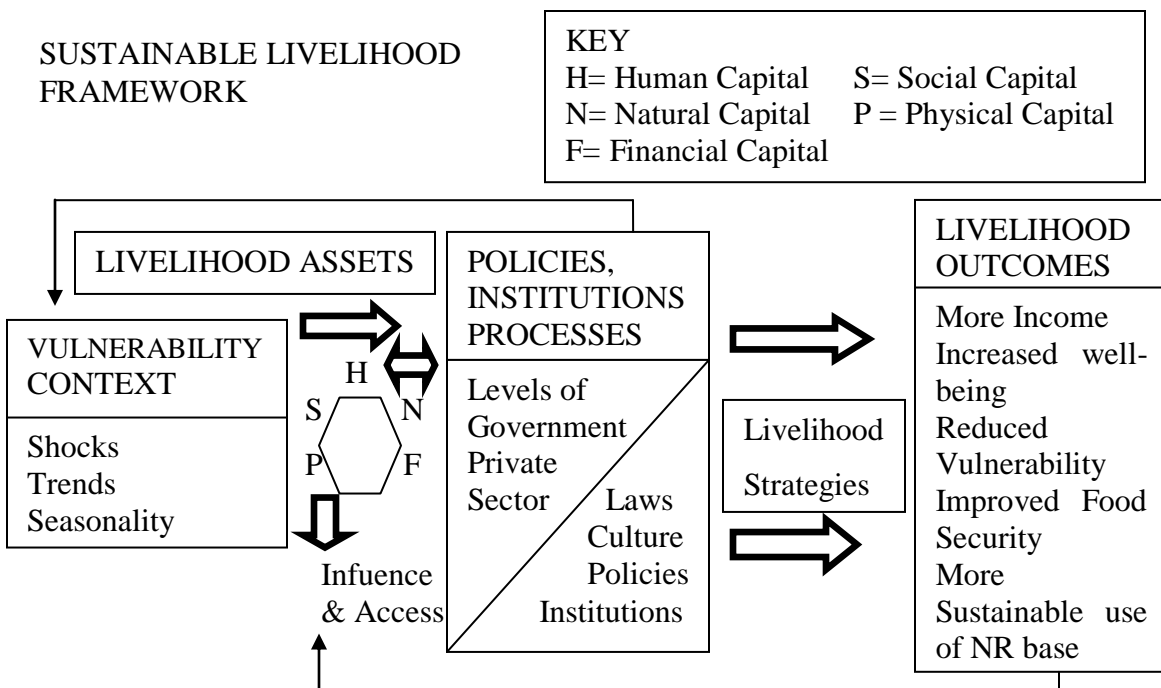 SUSTAINABLE LIVELIHOOD
FRAMEWORK
KEY
H= Human Capital S= Social Capital
N= Natural Capital P = Physical Capital
F= Financial Capital
LIVELIHOOD ASSETS
VULNERABILITY
CONTEXT
Shocks
Trends
Seasonality
H
S N
P F
Infuence
& Access
POLICIES,
INSTITUTIONS
PROCESSES
Levels of
Government
Private
Sector
Laws
Culture
Policies
Institutions
Livelihood
Strategies
LIVELIHOOD
OUTCOMES
More Income
Increased well-
being
Reduced
Vulnerability
Improved Food
Security
More
Sustainable use
of NR base